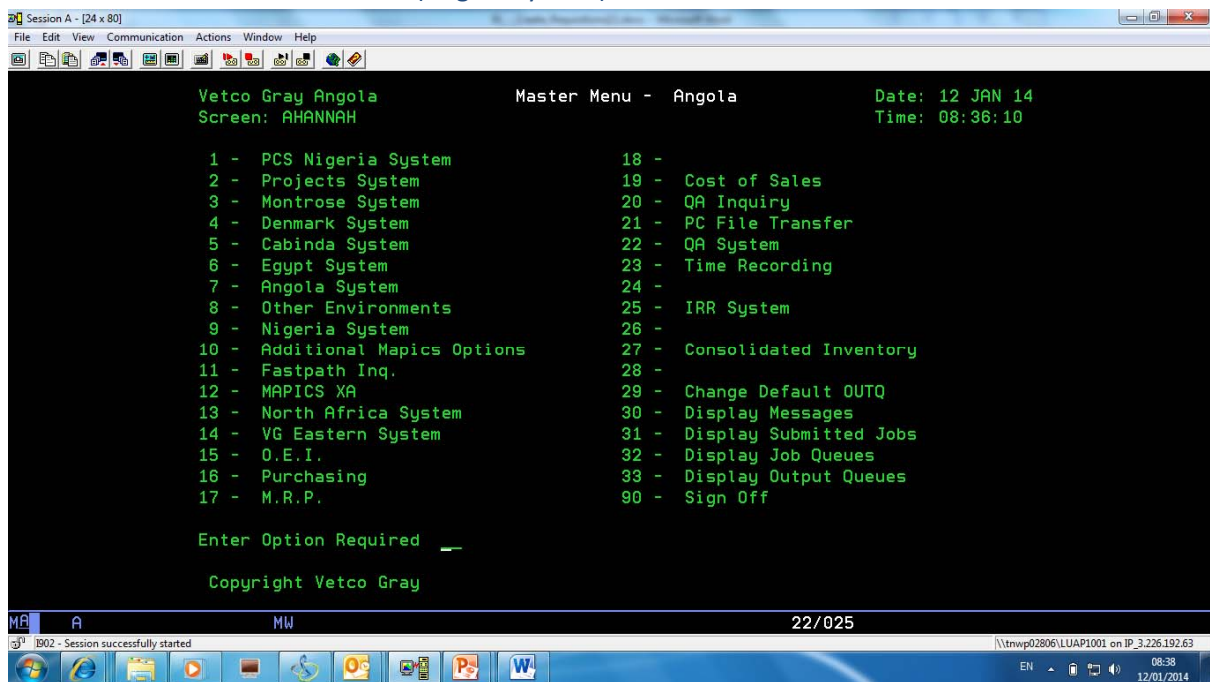 Session A - [24 x 80]
File Edit View Communication Actions Window Help
Vetco Gray Angola Master Menu - Angola Date: 12 JAN 14
Screen: AHANNAH Time: 08:36:10
1 - PCS Nigeria System 18 -
2 - Projects System 19 - Cost of Sales
3 - Montrose System 20 - QA Inquiry
4 - Denmark System 21 - PC File Transfer
5 - Cabinda System 22 - QA System
6 - Egypt System 23 - Time Recording
7 - Angola System 24 -
8 - Other Environments 25 - IRR System
9 - Nigeria System 26 -
10 - Additional Mapics Options 27 - Consolidated Inventory
11 - Fastpath Inq. 28 -
12 - MAPICS XA 29 - Change Default OUTQ
13 - North Africa System 30 - Display Messages
14 - VG Eastern System 31 - Display Submitted Jobs
15 - O.E.I. 32 - Display Job Queues
16 - Purchasing 33 - Display Output Queues
17 - M.R.P. 90 - Sign Off
Enter Option Required __
Copyright Vetco Gray
MA A MW 22/025
I902 - Session successfully started \\tnwp02806\LUAP1001 on IP_3.226.192.63
EN 08:38
12/01/2014